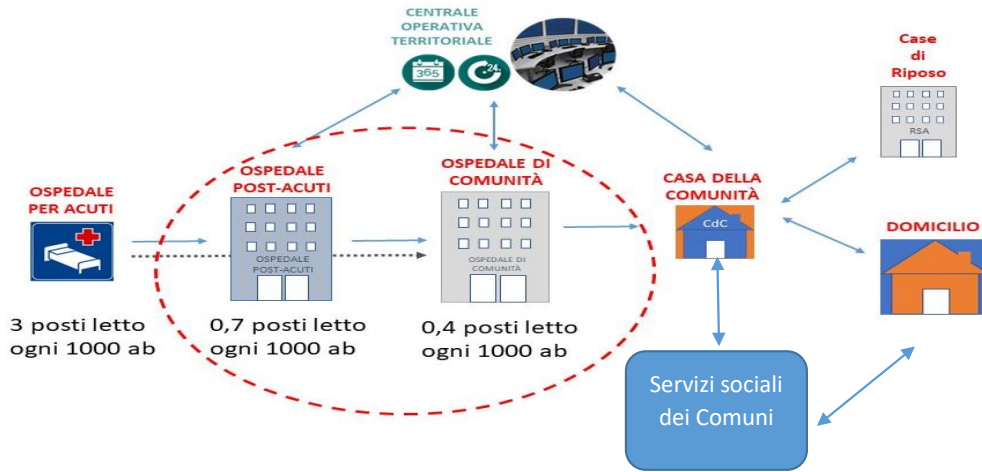 CENTRALE
OPERATIVA
TERRITORIALE
365
24h
Case
di
Riposo
RSA
OSPEDALE
PER ACUTI
OSPEDALE
POST-ACUTI
OSPEDALE DI
COMUNITÀ
CASA DELLA
COMUNITÀ
CdC
DOMICILIO
OSPEDALE
POST-ACUTI
OSPEDALE DI
COMUNITÀ
3 posti letto
ogni 1000 ab
0,7 posti letto
ogni 1000 ab
0,4 posti letto
ogni 1000 ab
Servizi sociali
dei Comuni